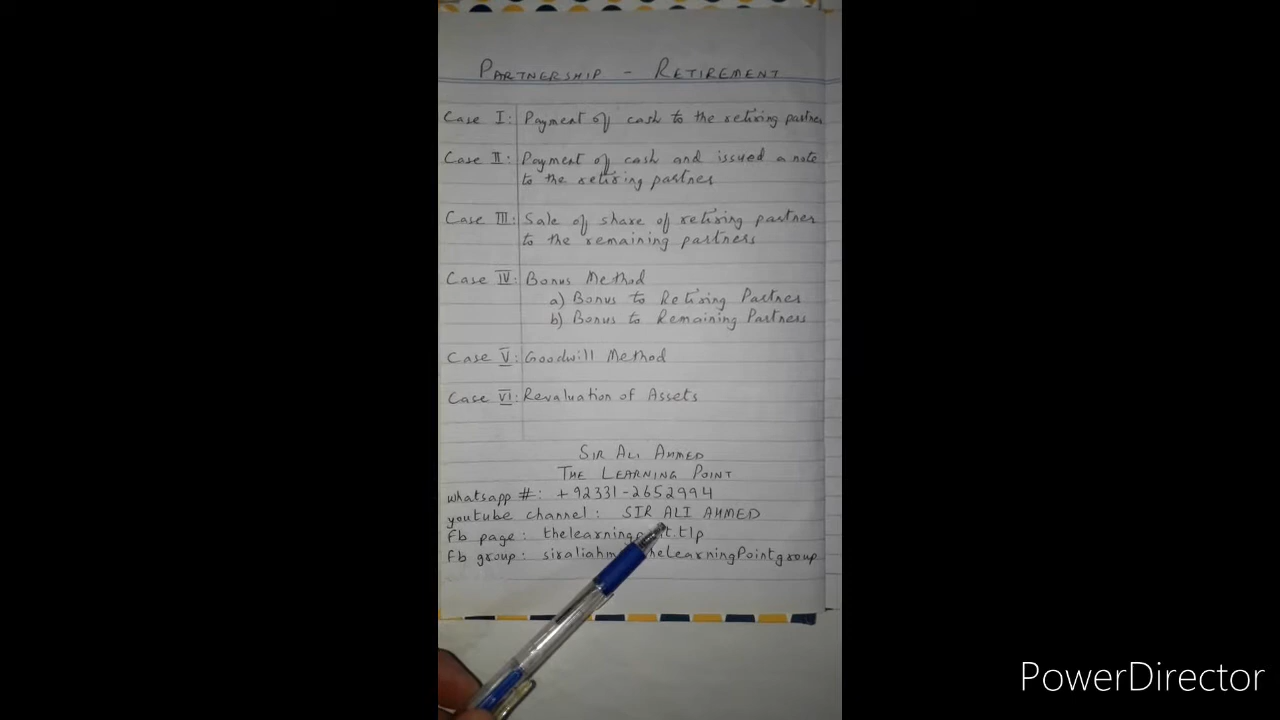 PARTNERSHIP - RETIREMENT
Case I: Payment of cash to the retiring partner
Case II: Payment of cash and issued a note
to the retiring partner
Case III: Sale of share of retiring partner
to the remaining partners
Case IV: Bonus Method
a) Bonus to Retiring Partner
b) Bonus to Remaining Partners
Case V: Goodwill Method
Case VI: Revaluation of Assets
SIR ALI AHMED
THE LEARNING POINT
whatsapp #: +92331-2652994
youtube channel: SIR ALI AHMED
Fb page:
Fb group:
PowerDirector